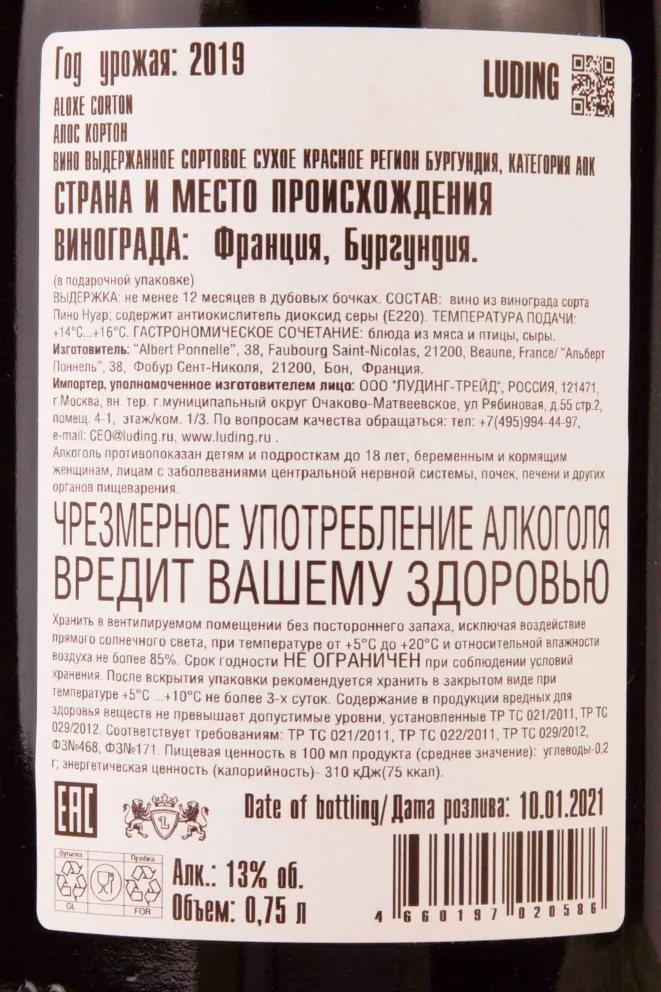 Год урожая: 2019
LUDING
ALOXE CORTON
АЛОС КОРТОН
ВИНО ВЫДЕРЖАННОЕ СОРТОВОЕ СУХОЕ КРАСНОЕ РЕГИОН БУРГУНДИЯ, КАТЕГОРИЯ АОК
СТРАНА И МЕСТО ПРОИСХОЖДЕНИЯ
ВИНОГРАДА: Франция, Бургундия.
(в подарочной упаковке)
ВЫДЕРЖКА: не менее 12 месяцев в дубовых бочках. СОСТАВ: вино из винограда сорта
Пино Нуар; содержит антиокислитель диоксид серы (Е220). ТЕМПЕРАТУРА ПОДАЧИ:
+14°С...+16°С. ГАСТРОНОМИЧЕСКОЕ СОЧЕТАНИЕ: блюда из мяса и птицы, сыры.
Изготовитель: "Albert Ponnelle", 38, Faubourg Saint-Nicolas, 21200, Beaune, France/ "Альберт
Поннель", 38, Фобур Сент-Николя, 21200, Бон, Франция.
Импортер, уполномоченное изготовителем лицо: ООО "ЛУДИНГ-ТРЕЙД", РОССИЯ, 121471,
г.Москва, вн. тер. г.муниципальный округ Очаково-Матвеевское, ул Рябиновая, д.55 стр.2,
помещ. 4-1, этаж/ком. 1/3. По вопросам качества обращаться: тел: +7(495)994-44-97,
e-mail: CEO@luding.ru, www.luding.ru .
Алкоголь противопоказан детям и подросткам до 18 лет, беременным и кормящим
женщинам, лицам с заболеваниями центральной нервной системы, почек, печени и других
органов пищеварения.
ЧРЕЗМЕРНОЕ УПОТРЕБЛЕНИЕ АЛКОГОЛЯ
ВРЕДИТ ВАШЕМУ ЗДОРОВЬЮ
Хранить в вентилируемом помещении без постороннего запаха, исключая воздействие
прямого солнечного света, при температуре от +5°С до +20°С и относительной влажности
воздуха не более 85%. Срок годности НЕ ОГРАНИЧЕН при соблюдении условий
хранения. После вскрытия упаковки рекомендуется хранить в закрытом виде при
температуре +5°С ...+10°С не более 3-х суток. Содержание в продукции вредных для
здоровья веществ не превышает допустимые уровни, установленные ТР ТС 021/2011, ТР ТС
029/2012. Соответствует требованиям: ТР ТС 021/2011, ТР ТС 022/2011, ТР ТС 029/2012,
ФЗ№468, ФЗ№171. Пищевая ценность в 100 мл продукта (среднее значение): углеводы-0,2
г; энергетическая ценность (калорийность)- 310 кДж(75 ккал).
EAC
L
Date of bottling/ Дата розлива: 10.01.2021
бутылка
Пробка
GL
FOR
Алк.: 13% об.
Объем: 0,75 л
4 660197 020586